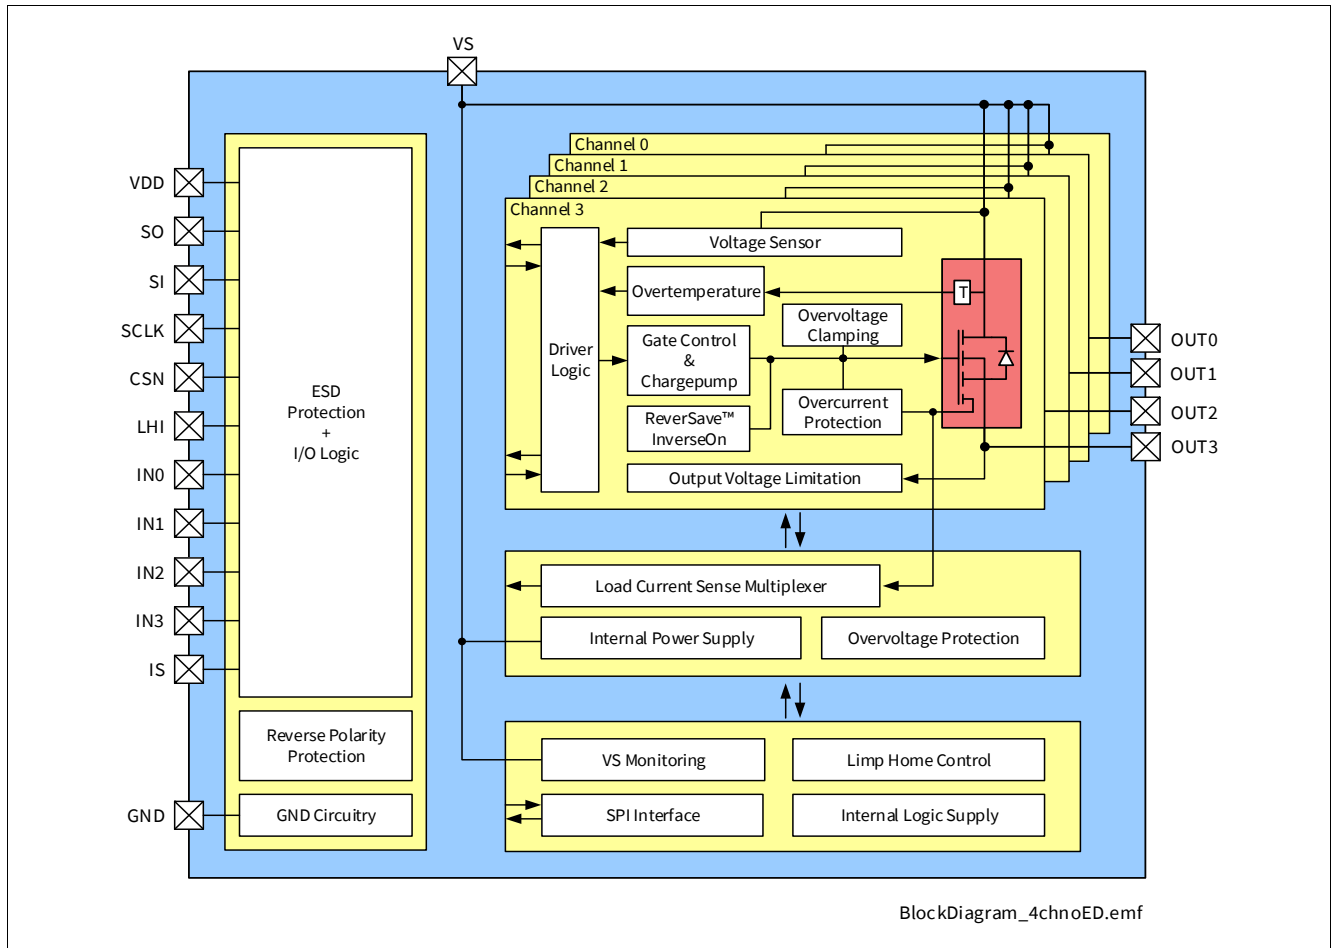 VS
VDD
SO
SI
SCLK
CSN
LHI
IN0
IN1
IN2
IN3
IS
GND
ESD
Protection
+
I/O Logic
Reverse Polarity
Protection
GND Circuitry
Channel 0
Channel 1
Channel 2
Channel 3
Driver
Logic
Voltage Sensor
Overtemperature
T
Overvoltage
Clamping
Gate Control
&
Chargepump
ReverSave™
InverseOn
Overcurrent
Protection
Output Voltage Limitation
OUT0
OUT1
OUT2
OUT3
Load Current Sense Multiplexer
Internal Power Supply
Overvoltage Protection
VS Monitoring
Limp Home Control
SPI Interface
Internal Logic Supply
BlockDiagram_4chnoED.emf